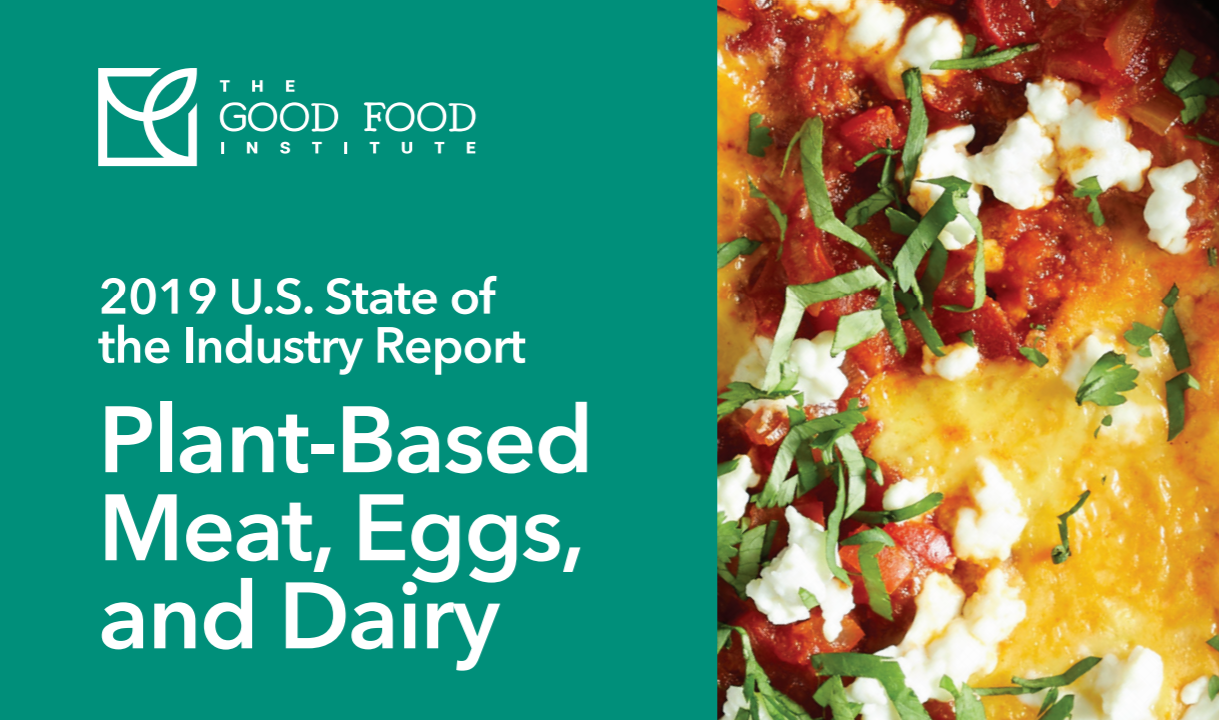 THE
GOOD FOOD
INSTITUTE
2019 U.S. State of
the Industry Report
Plant-Based
Meat, Eggs,
and Dairy